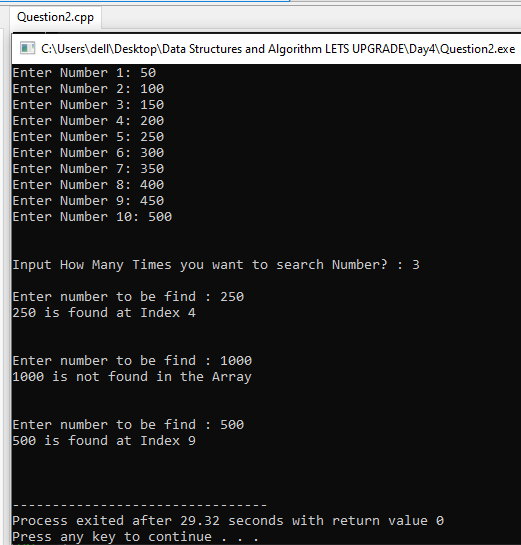 Question2.cpp
C:\Users\dell\Desktop\Data Structures and Algorithm LETS UPGRADE\Day4\Question2.exe
Enter Number 1: 50
Enter Number 2: 100
Enter Number 3: 150
Enter Number 4: 200
Enter Number 5: 250
Enter Number 6: 300
Enter Number 7: 350
Enter Number 8: 400
Enter Number 9: 450
Enter Number 10: 500
Input How Many Times you want to search Number? : 3
Enter number to be find : 250
250 is found at Index 4
Enter number to be find : 1000
1000 is not found in the Array
Enter number to be find : 500
500 is found at Index 9
--------------------------------
Process exited after 29.32 seconds with return value 0
Press any key to continue . . .